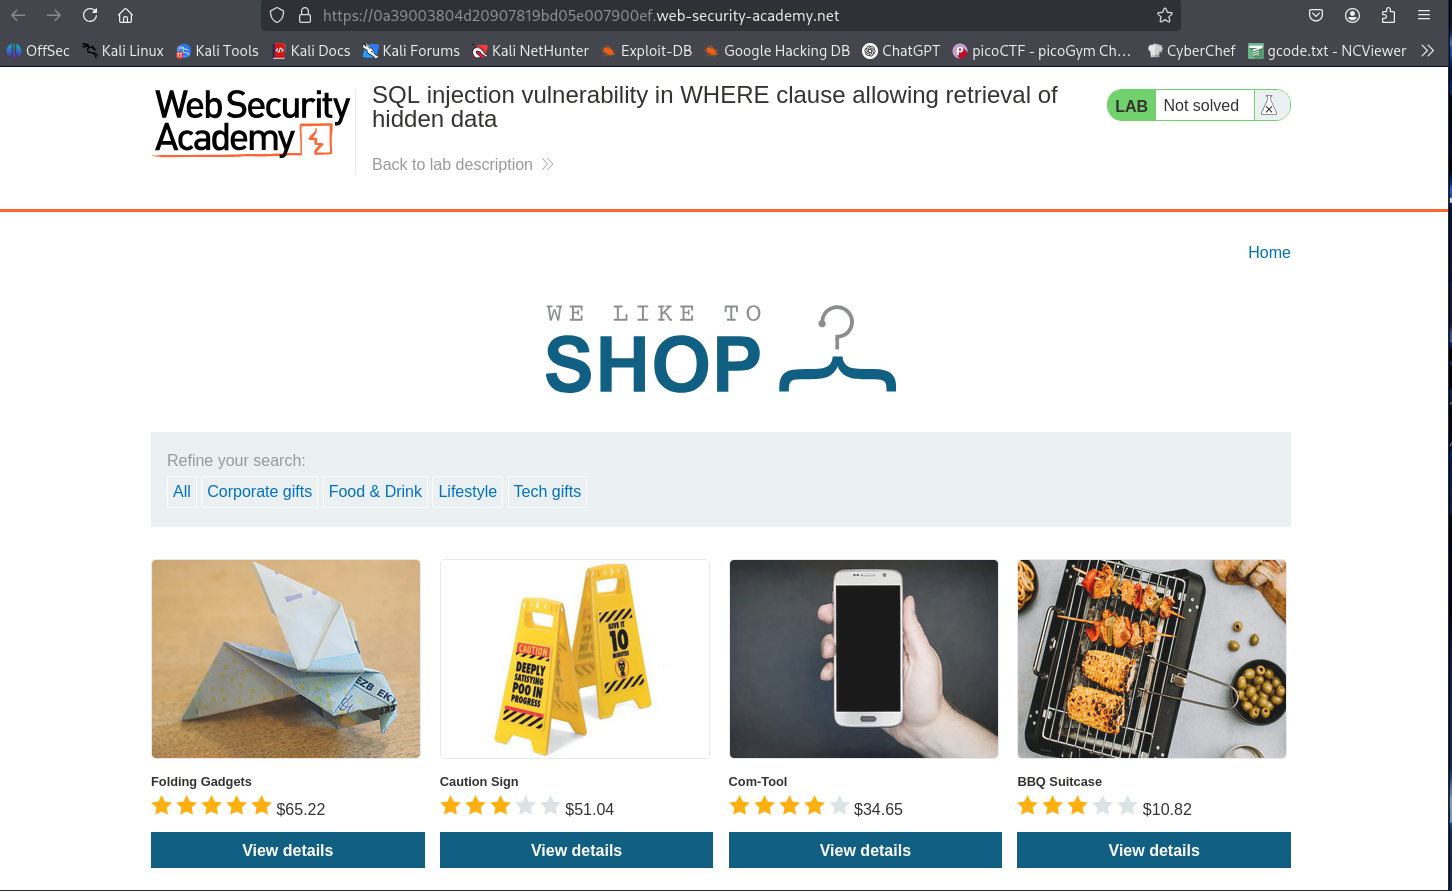 https://0a39003804d20907819bd05e007900ef.web-security-academy.net
OffSec Kali Linux Kali Tools Kali Docs Kali Forums Kali NetHunter Exploit-DB Google Hacking DB ChatGPT picoCTF - picoGym Ch... CyberChef gcode.txt - NCViewer
WebSecurity
Academy
SQL injection vulnerability in WHERE clause allowing retrieval of
hidden data
Back to lab description
LAB Not solved
Home
WE LIKE TO
SHOP
Refine your search:
All Corporate gifts Food & Drink Lifestyle Tech gifts
EZB EK
CAUTION
DEEPLY
SATISFYING
POO IN
PROGRESS
GIVE IT
10
MINUTES
Folding Gadgets
$65.22
View details
Caution Sign
$51.04
View details
Com-Tool
$34.65
View details
BBQ Suitcase
$10.82
View details